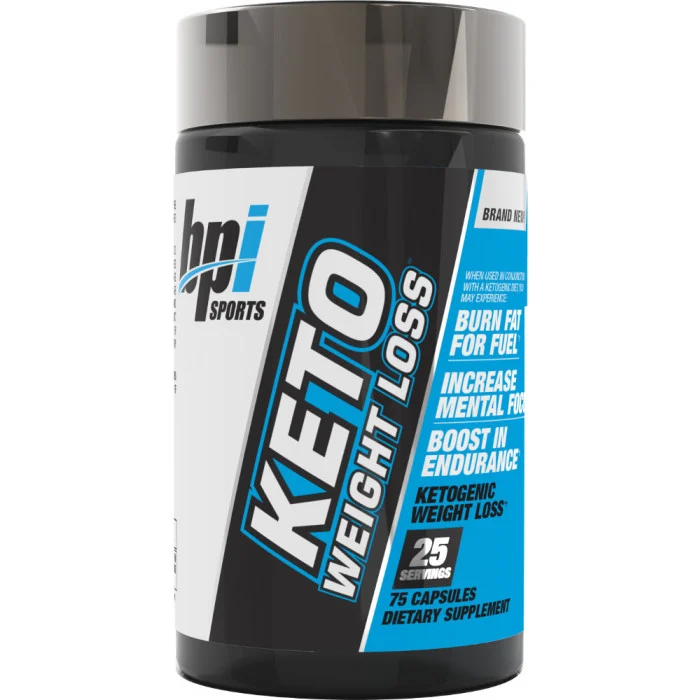 bpi
SPORTS
KETO
WEIGHT LOSS
BRAND NEW!
WHEN USED IN CONJUNCTION
WITH A KETOGENIC DIET YOU
MAY EXPERIENCE:
BURN FAT
FOR FUEL
INCREASE
MENTAL FOC
BOOST IN
ENDURANCE
KETOGENIC
WEIGHT LOSS
25
SERVINGS
75 CAPSULES
DIETARY SUPPLEMENT